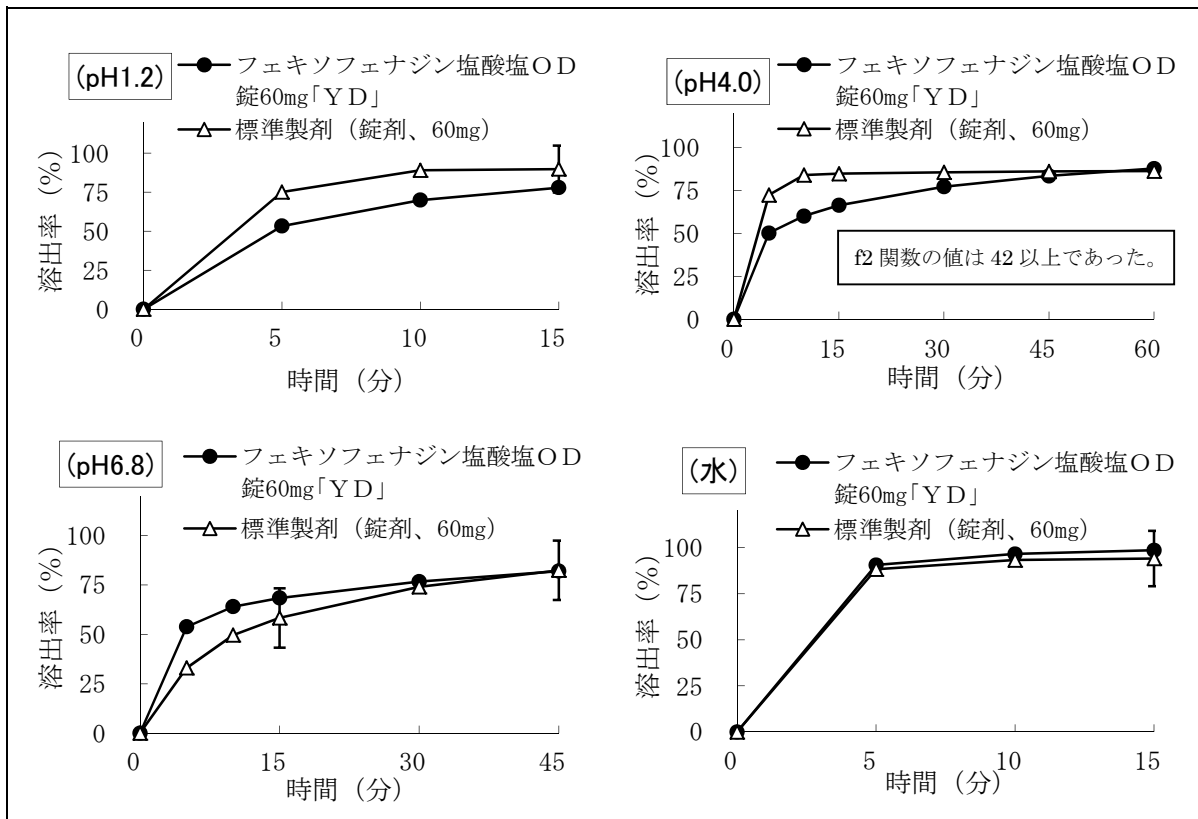 (pH1.2)
フェキソフェナジン塩酸塩OD
錠60mg「YD」
標準製剤（錠剤、60mg）
溶出率（%）
100
75
50
25
0
0 5 10 15
時間（分）
(pH4.0)
フェキソフェナジン塩酸塩OD
錠60mg「YD」
標準製剤（錠剤、60mg）
溶出率（%）
100
75
50
25
0
f2 関数の値は 42 以上であった。
0 15 30 45 60
時間（分）
(pH6.8)
フェキソフェナジン塩酸塩OD
錠60mg「YD」
標準製剤（錠剤、60mg）
溶出率（%）
100
75
50
25
0
0 15 30 45
時間（分）
(水)
フェキソフェナジン塩酸塩OD
錠60mg「YD」
標準製剤（錠剤、60mg）
溶出率（%）
100
75
50
25
0
0 5 10 15
時間（分）